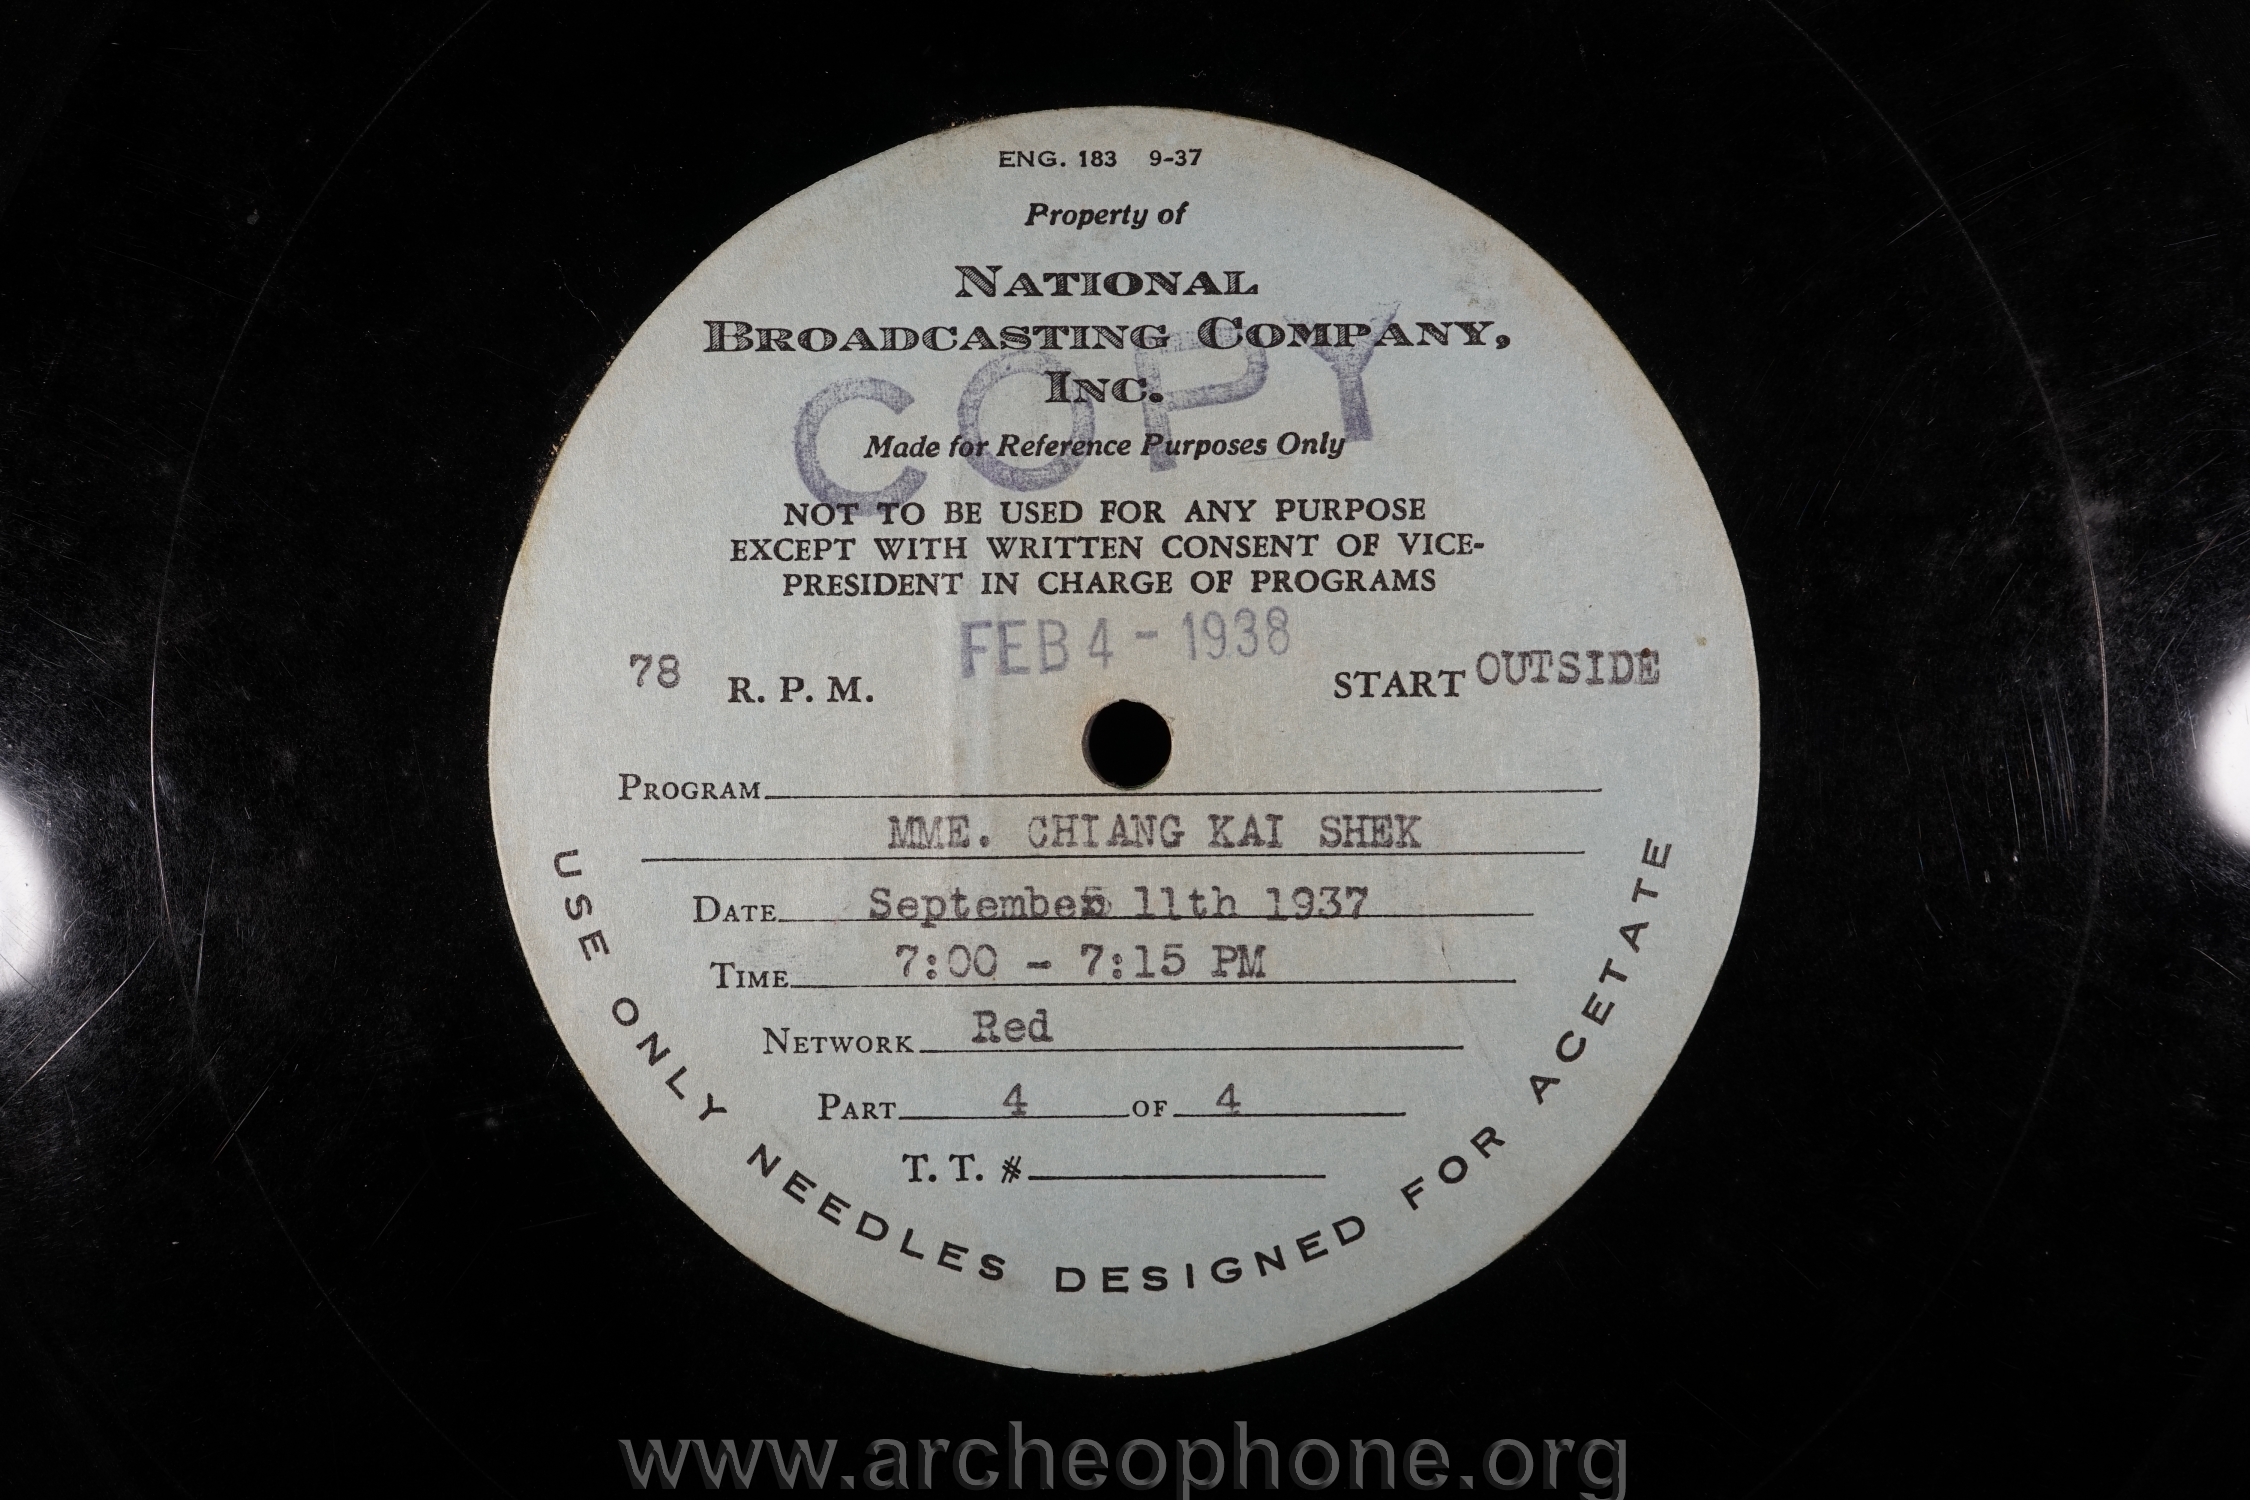 ENG. 183 9-37
Property of
NATIONAL
BROADCASTING COMPANY,
INC.
COPY
Made for Reference Purposes Only
NOT TO BE USED FOR ANY PURPOSE
EXCEPT WITH WRITTEN CONSENT OF VICE-
PRESIDENT IN CHARGE OF PROGRAMS
FEB 4 - 1938
78 R. P. M.
START OUTSIDE
PROGRAM
MME. CHIANG KAI SHEK
DATE September 11th 1937
TIME 7:00 - 7:15 PM
NETWORK Red
PART 4 OF 4
T. T. #
USE ONLY NEEDLES DESIGNED FOR ACETATE
www.archeophone.org